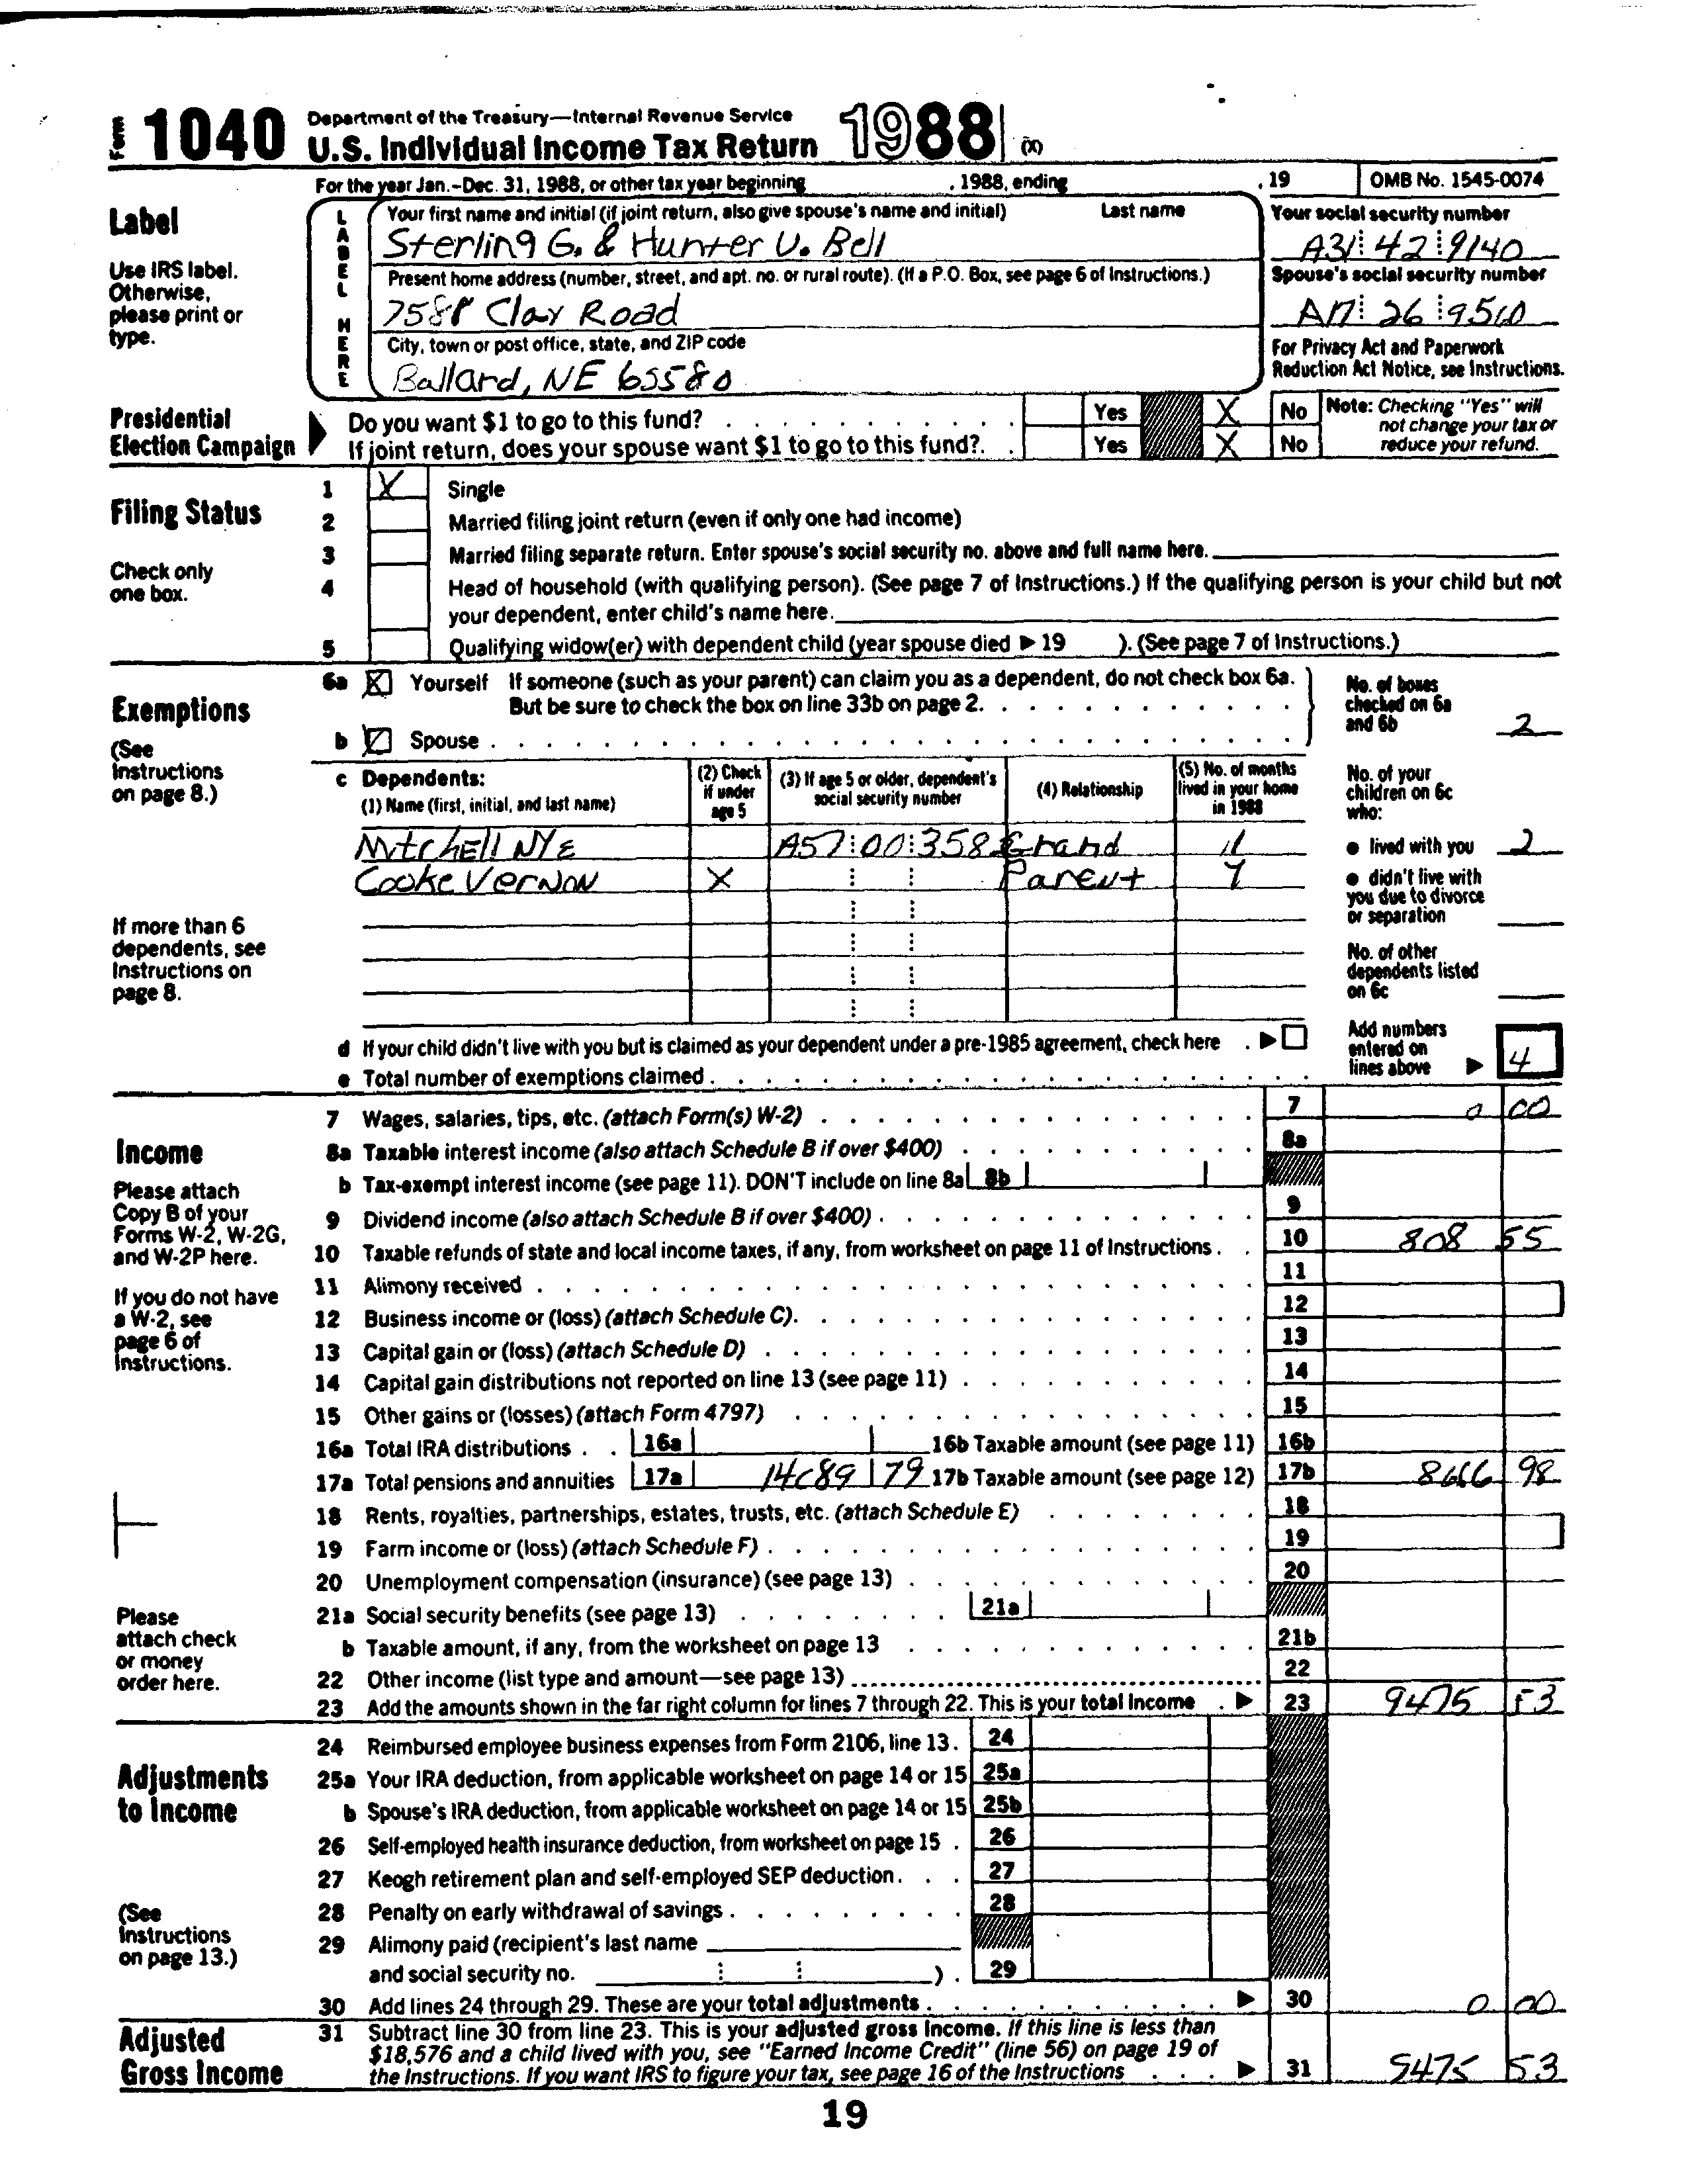 Form 1040 Department of the Treasury—Internal Revenue Service
U.S. Individual Income Tax Return 1988 (X)
For the year Jan.-Dec. 31, 1988, or other tax year beginning , 1988, ending , 19 OMB No. 1545-0074
Label
Use IRS label. Otherwise, please print or type.
LABEL HERE
Your first name and initial (if joint return, also give spouse's name and initial) Last name
Sterling G. & Hunter U. Bell
Your social security number
A31 42 9140
Present home address (number, street, and apt. no. or rural route). (If a P.O. Box, see page 6 of Instructions.)
Clay Road
Spouse's social security number
26
City, town or post office, state, and ZIP code
Ballard, NE 65580
For Privacy Act and Paperwork Reduction Act Notice, see Instructions.
Presidential Election Campaign
Do you want $1 to go to this fund? Yes X No
If joint return, does your spouse want $1 to go to this fund? Yes X No
Note: Checking "Yes" will not change your tax or reduce your refund.
Filing Status
Check only one box.
1 X Single
2 Married filing joint return (even if only one had income)
3 Married filing separate return. Enter spouse's social security no. above and full name here.
4 Head of household (with qualifying person). (See page 7 of Instructions.) If the qualifying person is your child but not
your dependent, enter child's name here.
5 Qualifying widow(er) with dependent child (year spouse died ▶ 19 ). (See page 7 of Instructions.)
Exemptions
(See Instructions on page 8.)
6a X Yourself If someone (such as your parent) can claim you as a dependent, do not check box 6a.
But be sure to check the box on line 33b on page 2.
b Spouse
No. of boxes checked on 6a and 6b 2
c Dependents:
(1) Name (first, initial, and last name)
(2) Check if under age 5
(3) If age 5 or older, dependent's social security number
(4) Relationship
(5) No. of months lived in your home in 1988
Mitchell Nye A57 00 358 Grand 11
Cooke Vernon X Parent
No. of your children on 6c who:
● lived with you 2
● didn't live with you due to divorce or separation
No. of other dependents listed on 6c
If more than 6 dependents, see Instructions on page 8.
d If your child didn't live with you but is claimed as your dependent under a pre-1985 agreement, check here ▶
e Total number of exemptions claimed
Add numbers entered on lines above ▶ 4
Income
Please attach Copy B of your Forms W-2, W-2G, and W-2P here.
If you do not have a W-2, see page 6 of Instructions.
Please attach check or money order here.
7 Wages, salaries, tips, etc. (attach Form(s) W-2) 7 0 00
8a Taxable interest income (also attach Schedule B if over $400) 8a
b Tax-exempt interest income (see page 11). DON'T include on line 8a 8b
9 Dividend income (also attach Schedule B if over $400) 9
10 Taxable refunds of state and local income taxes, if any, from worksheet on page 11 of Instructions 10 808 55
11 Alimony received 11
12 Business income or (loss) (attach Schedule C) 12
13 Capital gain or (loss) (attach Schedule D) 13
14 Capital gain distributions not reported on line 13 (see page 11) 14
15 Other gains or (losses) (attach Form 4797) 15
16a Total IRA distributions 16a 16b Taxable amount (see page 11) 16b
17a Total pensions and annuities 17a 79 17b Taxable amount (see page 12) 17b 8666 98
18 Rents, royalties, partnerships, estates, trusts, etc. (attach Schedule E) 18
19 Farm income or (loss) (attach Schedule F) 19
20 Unemployment compensation (insurance) (see page 13) 20
21a Social security benefits (see page 13) 21a
b Taxable amount, if any, from the worksheet on page 13 21b
22 Other income (list type and amount—see page 13) 22
23 Add the amounts shown in the far right column for lines 7 through 22. This is your total income ▶ 23 9475 53
Adjustments to Income
(See Instructions on page 13.)
24 Reimbursed employee business expenses from Form 2106, line 13 24
25a Your IRA deduction, from applicable worksheet on page 14 or 15 25a
b Spouse's IRA deduction, from applicable worksheet on page 14 or 15 25b
26 Self-employed health insurance deduction, from worksheet on page 15 26
27 Keogh retirement plan and self-employed SEP deduction 27
28 Penalty on early withdrawal of savings 28
29 Alimony paid (recipient's last name
and social security no. ) 29
30 Add lines 24 through 29. These are your total adjustments ▶ 30 0 00
Adjusted Gross Income
31 Subtract line 30 from line 23. This is your adjusted gross income. If this line is less than
$18,576 and a child lived with you, see "Earned Income Credit" (line 56) on page 19 of
the Instructions. If you want IRS to figure your tax, see page 16 of the Instructions ▶ 31 9475 53
19